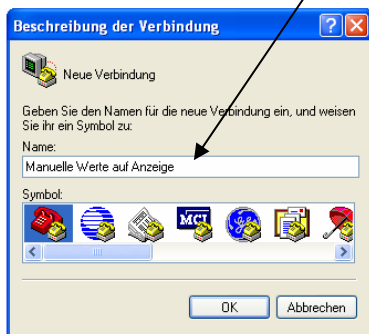 Beschreibung der Verbindung
Neue Verbindung
Geben Sie den Namen für die neue Verbindung ein, und weisen
Sie ihr ein Symbol zu:
Name:
Manuelle Werte auf Anzeige
Symbol:
MCI
OK Abbrechen